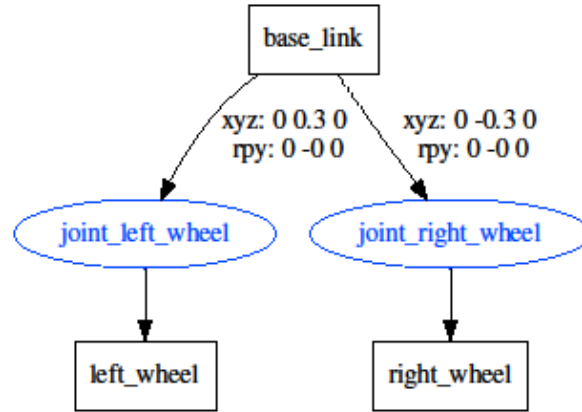 base_link
xyz: 0 0.3 0
rpy: 0 -0 0
xyz: 0 -0.3 0
rpy: 0 -0 0
joint_left_wheel
joint_right_wheel
left_wheel
right_wheel